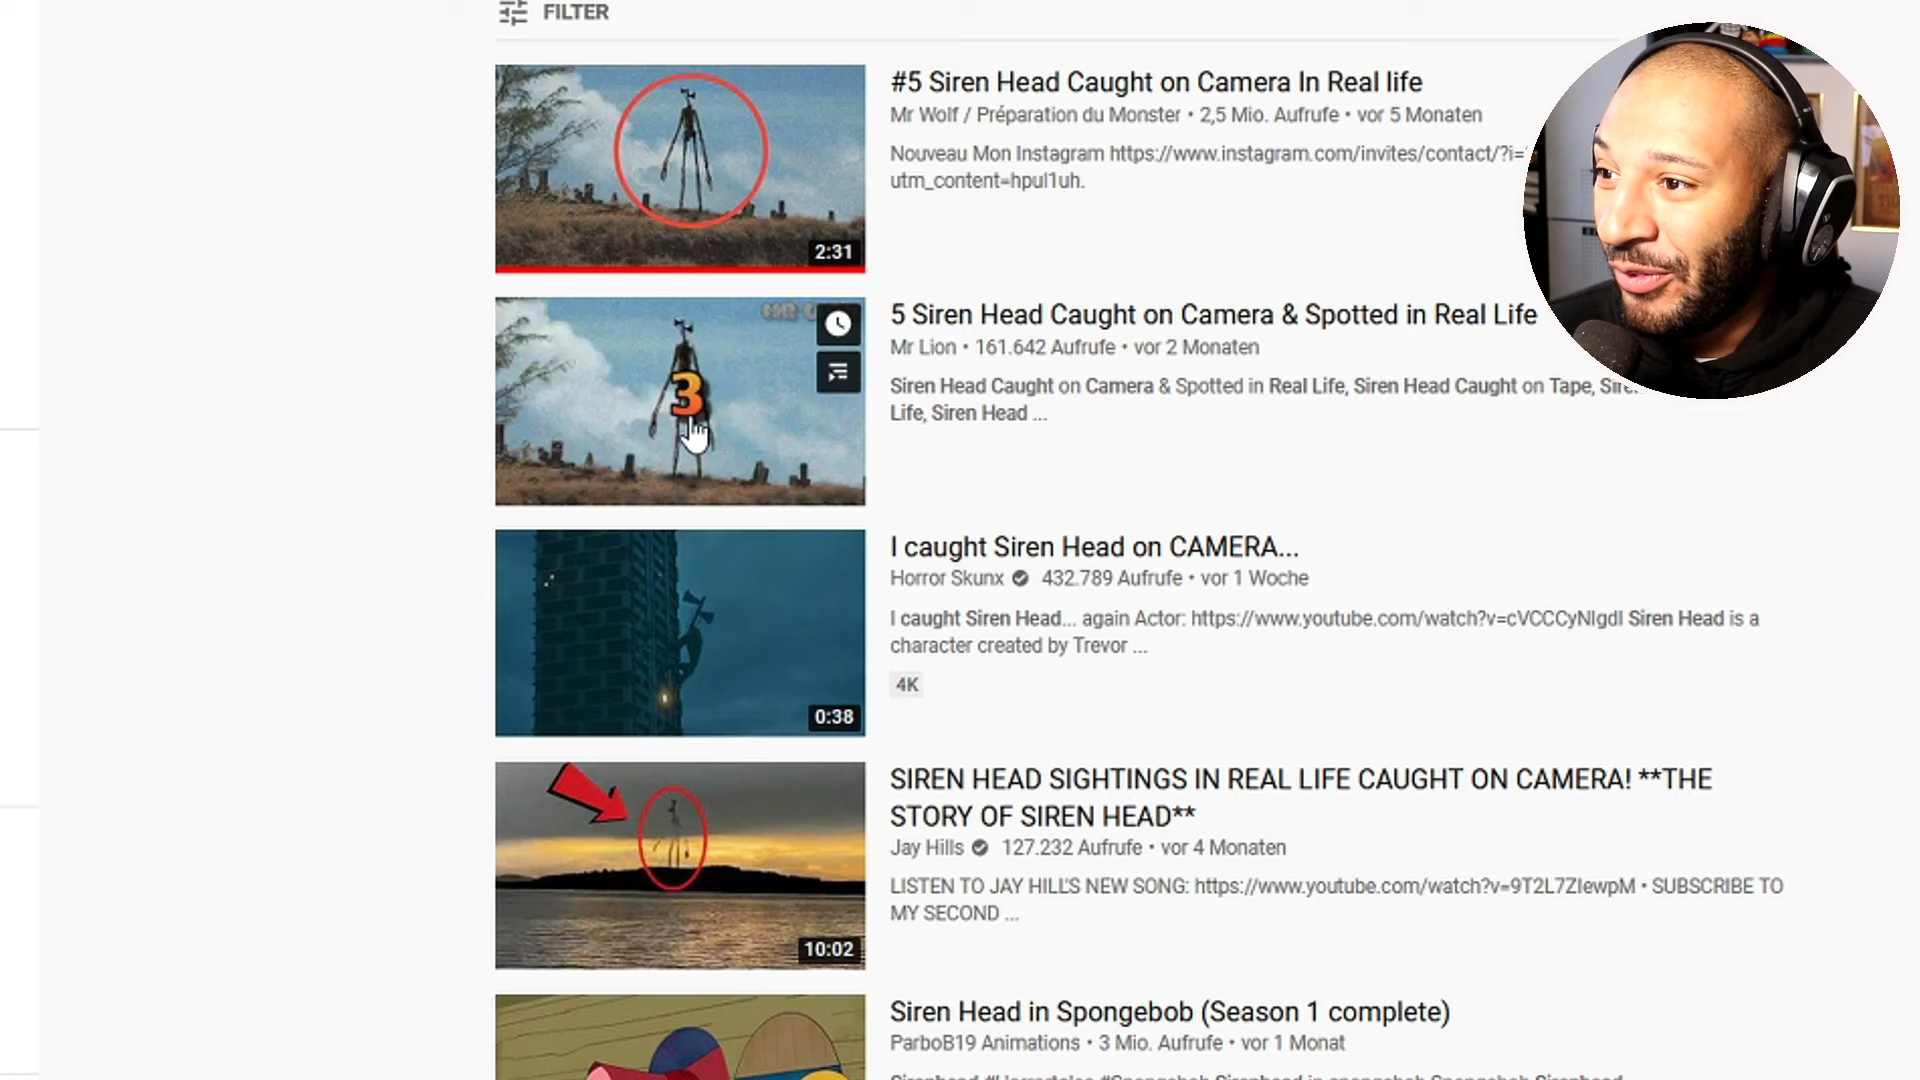 FILTER
#5 Siren Head Caught on Camera In Real life
Mr Wolf / Préparation du Monster • 2,5 Mio. Aufrufe • vor 5 Monaten
Nouveau Mon Instagram https://www.instagram.com/invites/contact/?i=
utm_content=hpul1uh.
2:31
5 Siren Head Caught on Camera & Spotted in Real Life
Mr Lion • 161.642 Aufrufe • vor 2 Monaten
Siren Head Caught on Camera & Spotted in Real Life, Siren Head Caught on Tape,
Life, Siren Head ...
3
I caught Siren Head on CAMERA...
Horror Skunx 432.789 Aufrufe • vor 1 Woche
I caught Siren Head... again Actor: https://www.youtube.com/watch?v=cVCCCyNlgdI Siren Head is a
character created by Trevor ...
4K
0:38
SIREN HEAD SIGHTINGS IN REAL LIFE CAUGHT ON CAMERA! **THE
STORY OF SIREN HEAD**
Jay Hills 127.232 Aufrufe • vor 4 Monaten
LISTEN TO JAY HILL'S NEW SONG: https://www.youtube.com/watch?v=9T2L7ZIewpM • SUBSCRIBE TO
MY SECOND ...
10:02
Siren Head in Spongebob (Season 1 complete)
ParboB19 Animations • 3 Mio. Aufrufe • vor 1 Monat